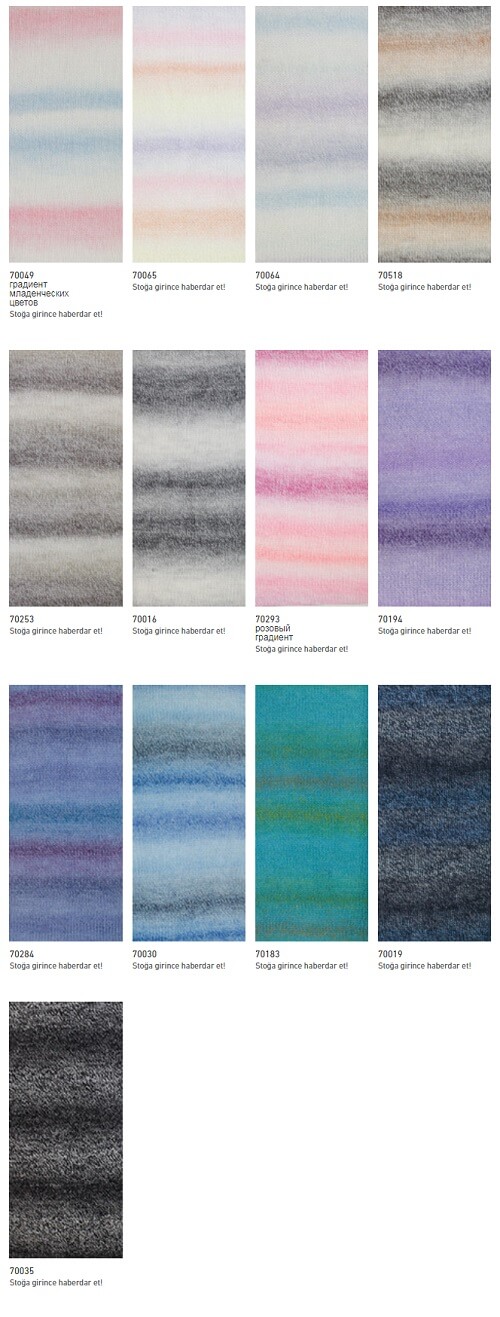 70049
градиент
младенческих
цветов
Stoğa girince haberdar et!
70065
Stoğa girince haberdar et!
70064
Stoğa girince haberdar et!
70518
Stoğa girince haberdar et!
70253
Stoğa girince haberdar et!
70016
Stoğa girince haberdar et!
70293
розовый
градиент
Stoğa girince haberdar et!
70194
Stoğa girince haberdar et!
70284
Stoğa girince haberdar et!
70030
Stoğa girince haberdar et!
70183
Stoğa girince haberdar et!
70019
Stoğa girince haberdar et!
70035
Stoğa girince haberdar et!